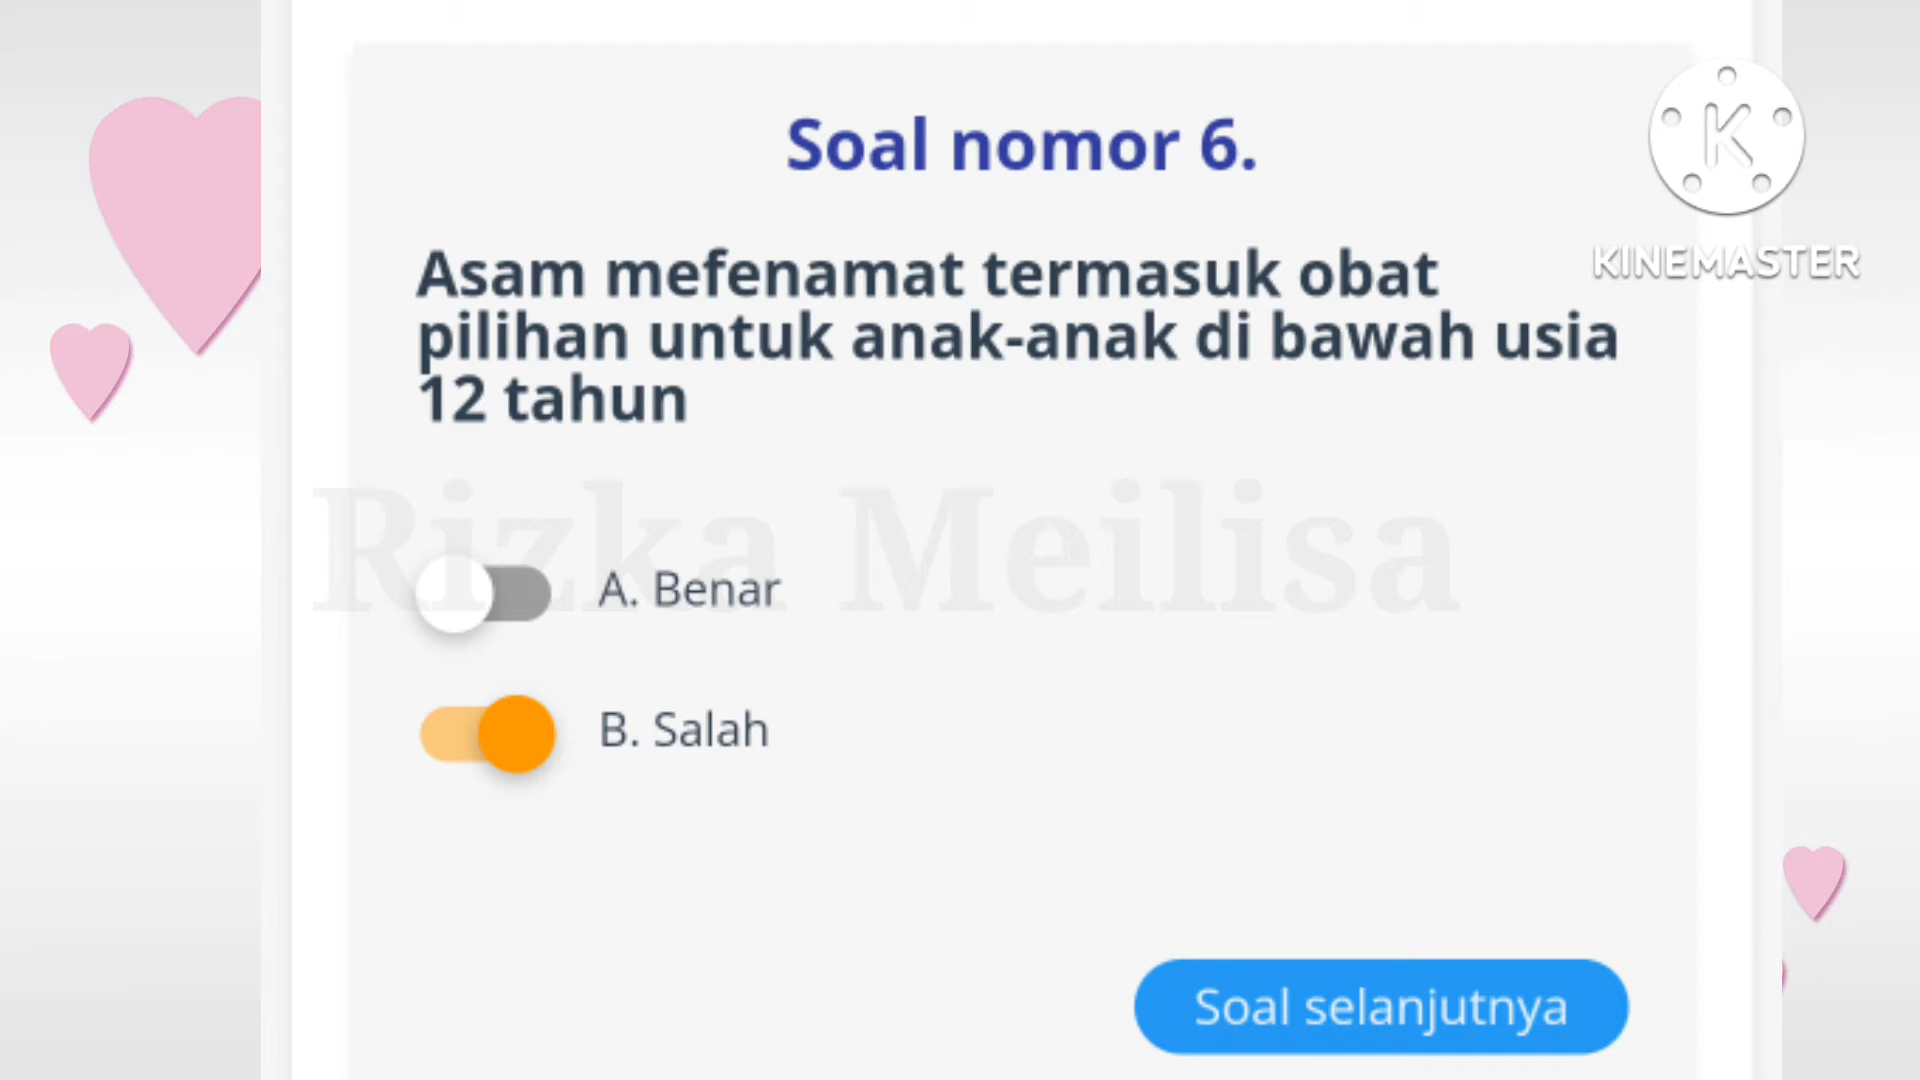 Soal nomor 6.
KINEMASTER
Asam mefenamat termasuk obat
pilihan untuk anak-anak di bawah usia
12 tahun
Rizka Meilisa
A. Benar
B. Salah
Soal selanjutnya